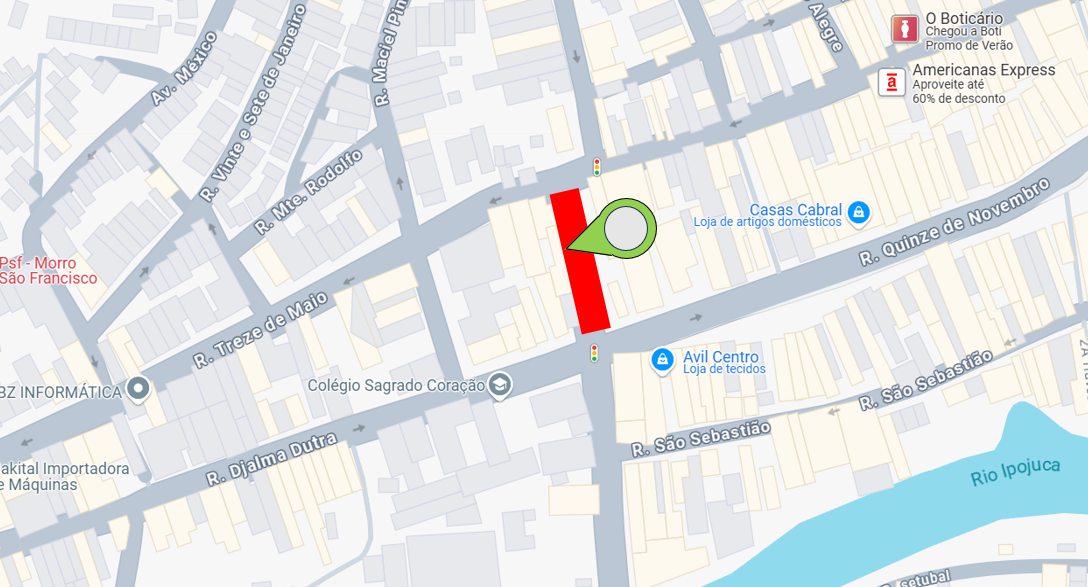 Av. México
R. Vinte e Sete de Janeiro
R. Maciel Pin
Alegre
O Boticário
Chegou a Boti
Promo de Verão
Americanas Express
Aproveite até
60% de desconto
R. Mte. Rodolfo
Casas Cabral
Loja de artigos domésticos
R. Quinze de Novembro
Psf - Morro
São Francisco
R. Treze de Maio
Avil Centro
Loja de tecidos
BZ INFORMÁTICA
Colégio Sagrado Coração
R. São Sebastião
R. São Sebastião
R. Djalma Dutra
akital Importadora
e Máquinas
Rio Ipojuca
setubal